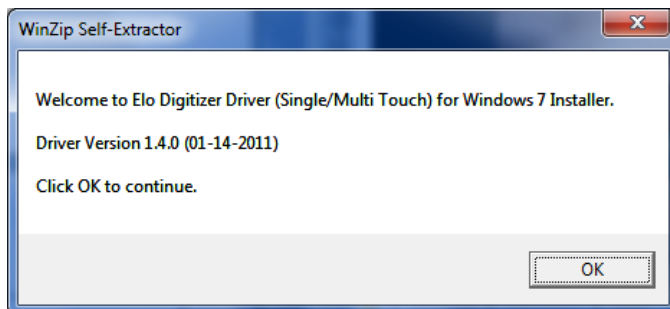 WinZip Self-Extractor
Welcome to Elo Digitizer Driver (Single/Multi Touch) for Windows 7 Installer.
Driver Version 1.4.0 (01-14-2011)
Click OK to continue.
OK